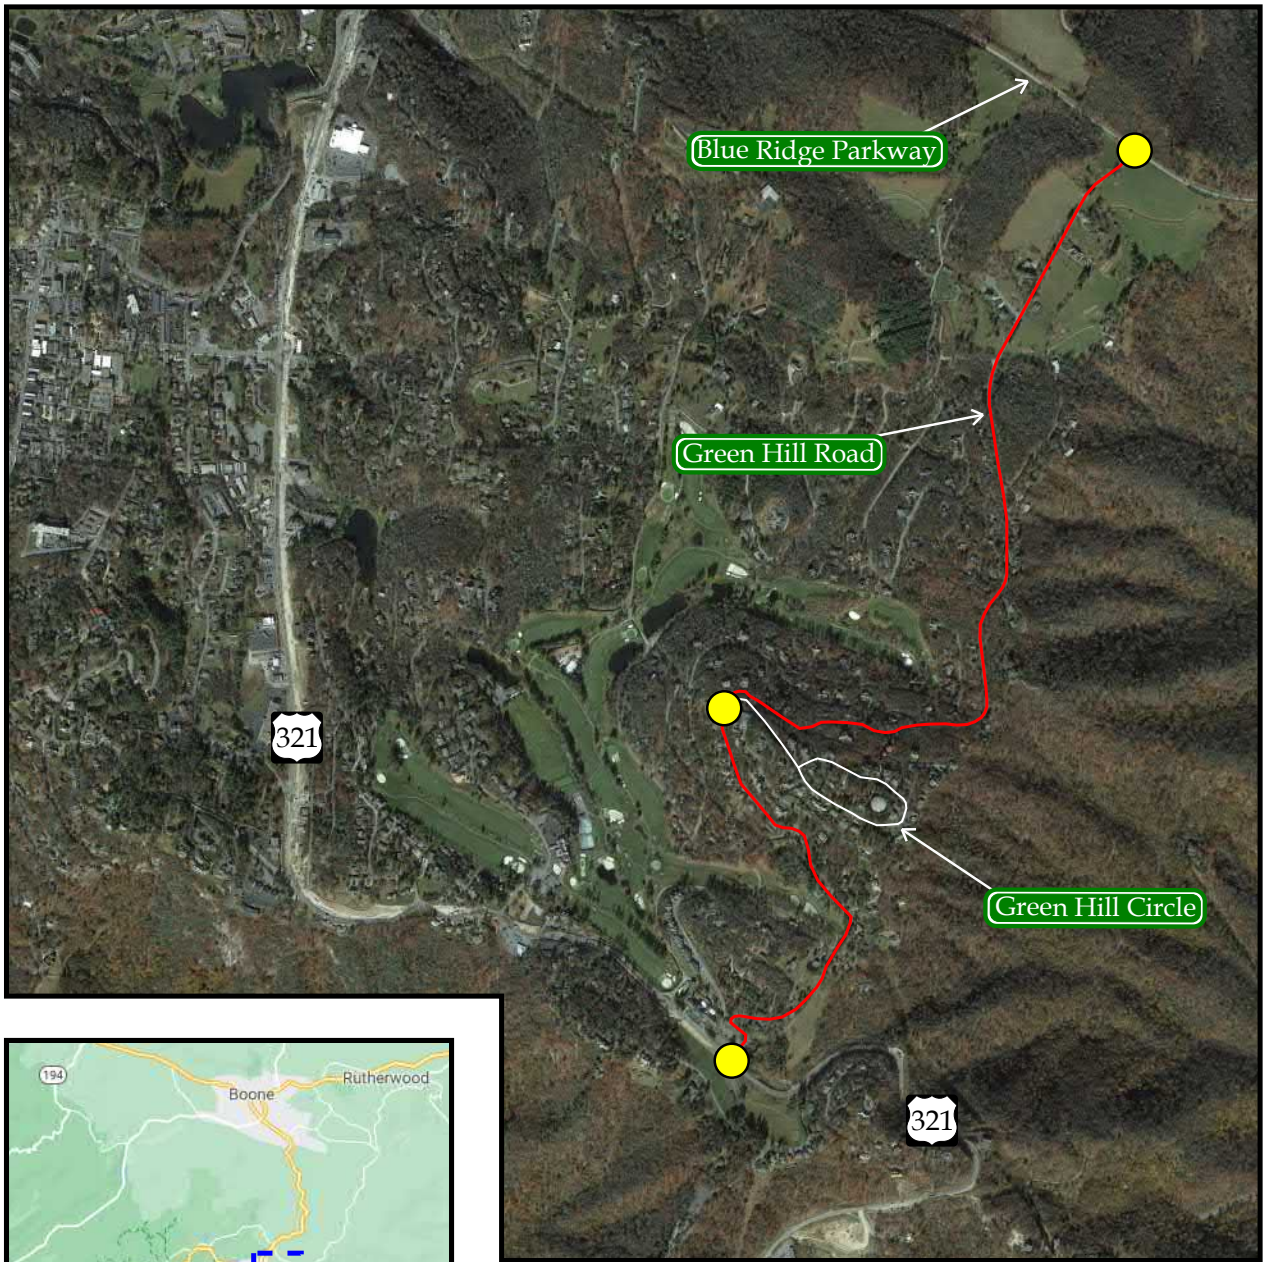 Blue Ridge Parkway
Green Hill Road
321
Green Hill Circle
321
194
Boone
Rutherwood